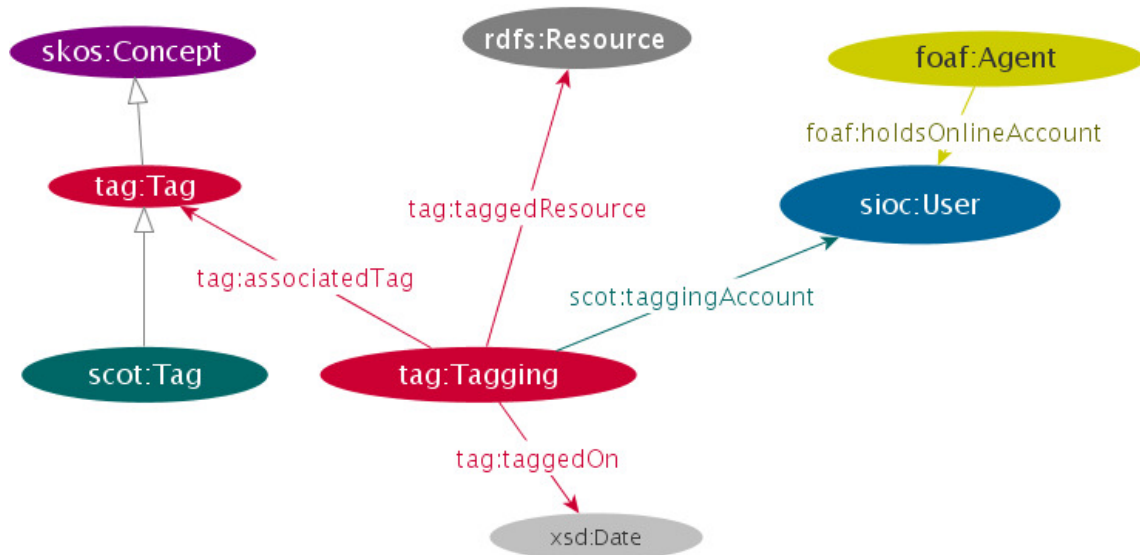 skos:Concept
rdfs:Resource
foaf:Agent
foaf:holdsOnlineAccount
tag:Tag
tag:taggedResource
sioc:User
tag:associatedTag
scot:taggingAccount
scot:Tag
tag:Tagging
tag:taggedOn
xsd:Date